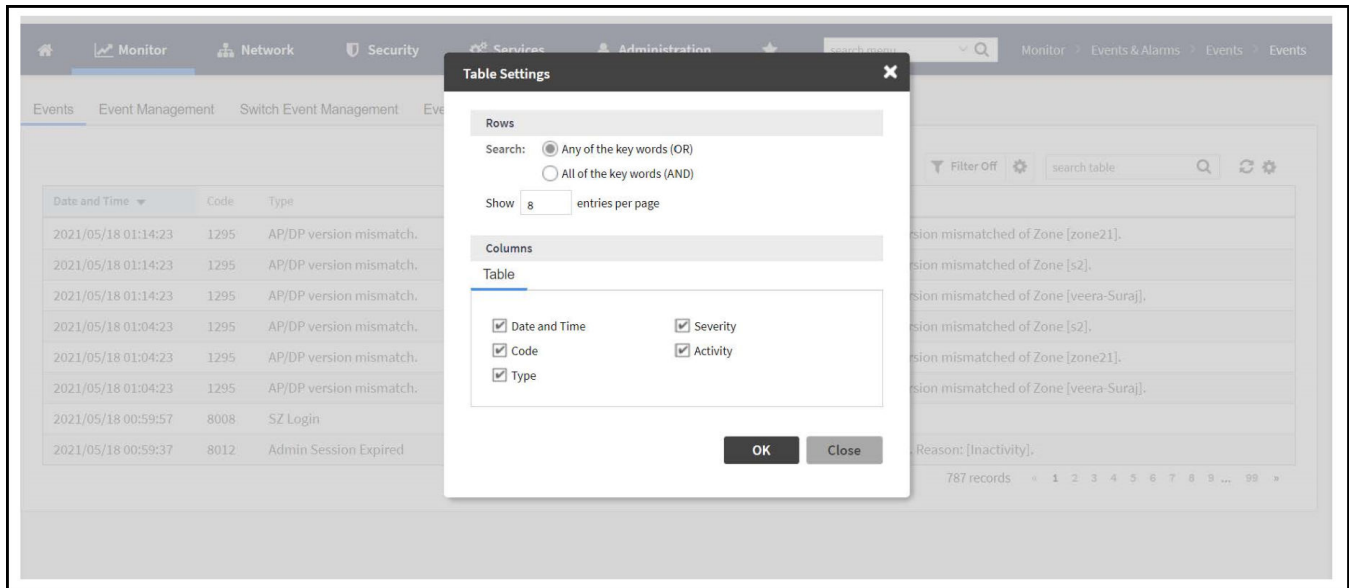 Monitor Network Security Services Administration search menu Monitor > Events & Alarms > Events > Events
Table Settings
Events Event Management Switch Event Management Eve
Rows
Search: Any of the key words (OR)
All of the key words (AND)
Filter Off search table
Show 8 entries per page
Date and Time Code Type
2021/05/18 01:14:23 1295 AP/DP version mismatch. rsion mismatched of Zone [zone21].
Columns
2021/05/18 01:14:23 1295 AP/DP version mismatch. rsion mismatched of Zone [s2].
Table
2021/05/18 01:14:23 1295 AP/DP version mismatch. rsion mismatched of Zone [veera-Suraj].
Date and Time Severity
2021/05/18 01:04:23 1295 AP/DP version mismatch. rsion mismatched of Zone [s2].
Code Activity
2021/05/18 01:04:23 1295 AP/DP version mismatch. rsion mismatched of Zone [zone21].
Type
2021/05/18 01:04:23 1295 AP/DP version mismatch. rsion mismatched of Zone [veera-Suraj].
2021/05/18 00:59:57 8008 SZ Login
2021/05/18 00:59:37 8012 Admin Session Expired . Reason: [Inactivity].
OK Close
787 records « 1 2 3 4 5 6 7 8 9 ... 99 »